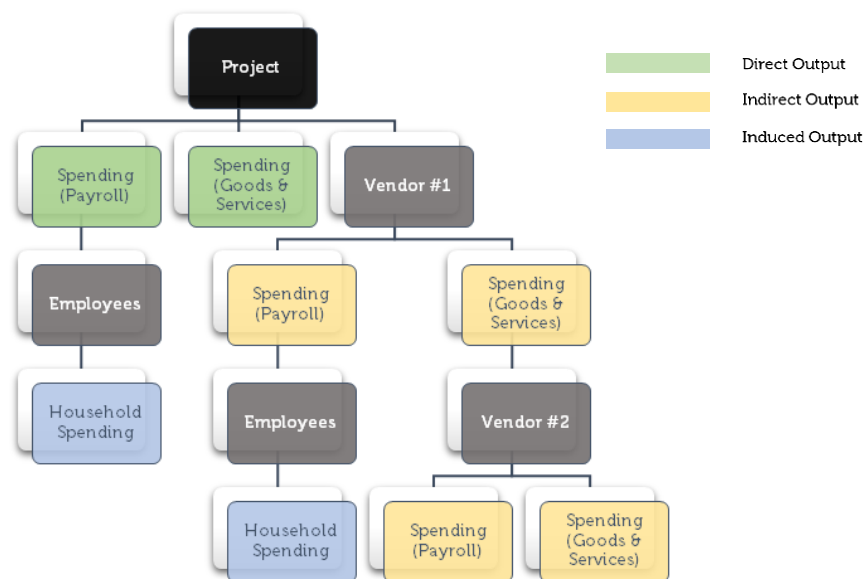 Project
Direct Output
Indirect Output
Induced Output
Spending
(Payroll)
Spending
(Goods &
Services)
Vendor #1
Employees
Spending
(Payroll)
Spending
(Goods &
Services)
Household
Spending
Employees
Vendor #2
Household
Spending
Spending
(Payroll)
Spending
(Goods &
Services)